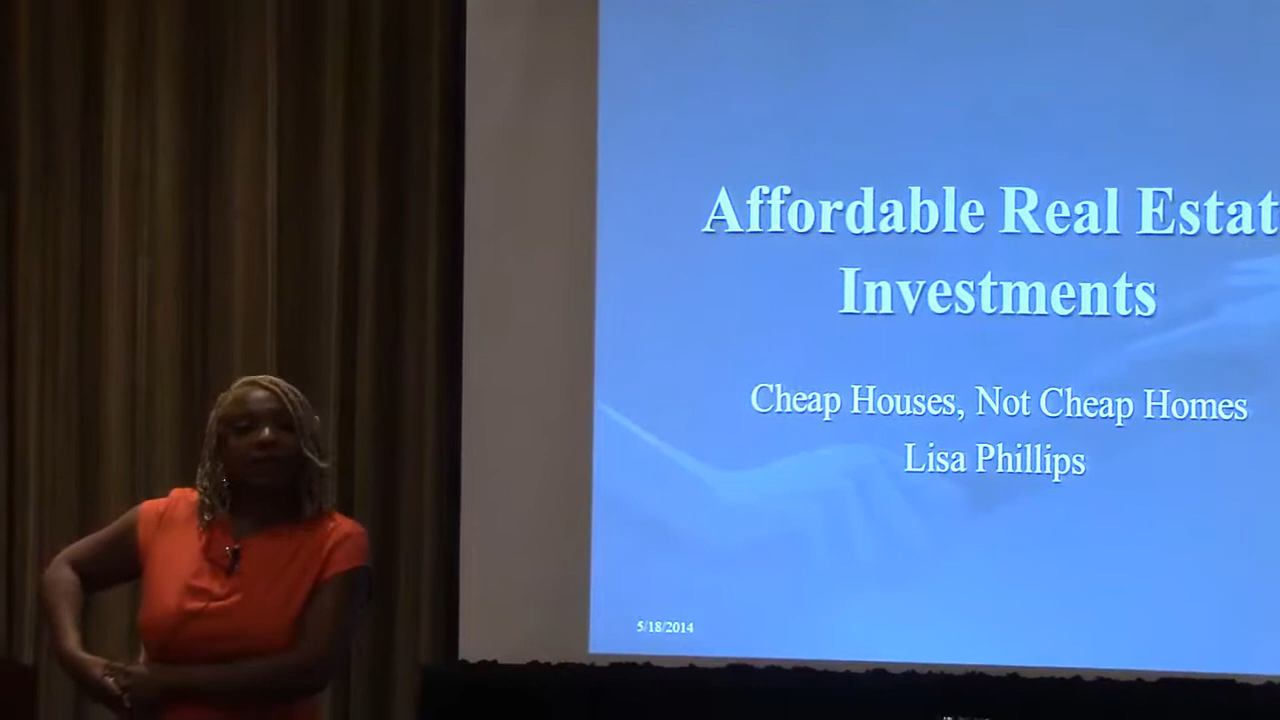 Affordable Real Estat
Investments
Cheap Houses, Not Cheap Homes
Lisa Phillips
5/18/2014